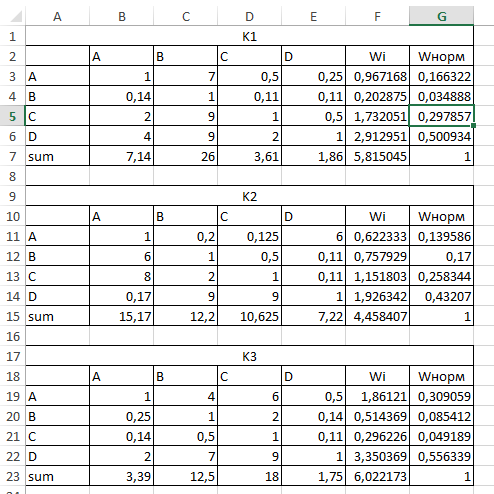 A B C D E F G
1 K1
2 A B C D Wi Wнорм
3 A 1 7 0,5 0,25 0,967168 0,166322
4 B 0,14 1 0,11 0,11 0,202875 0,034888
5 C 2 9 1 0,5 1,732051 0,297857
6 D 4 9 2 1 2,912951 0,500934
7 sum 7,14 26 3,61 1,86 5,815045 1
8
9 K2
10 A B C D Wi Wнорм
11 A 1 0,2 0,125 6 0,622333 0,139586
12 B 6 1 0,5 0,11 0,757929 0,17
13 C 8 2 1 0,11 1,151803 0,258344
14 D 0,17 9 9 1 1,926342 0,43207
15 sum 15,17 12,2 10,625 7,22 4,458407 1
16
17 K3
18 A B C D Wi Wнорм
19 A 1 4 6 0,5 1,86121 0,309059
20 B 0,25 1 2 0,14 0,514369 0,085412
21 C 0,14 0,5 1 0,11 0,296226 0,049189
22 D 2 7 9 1 3,350369 0,556339
23 sum 3,39 12,5 18 1,75 6,022173 1